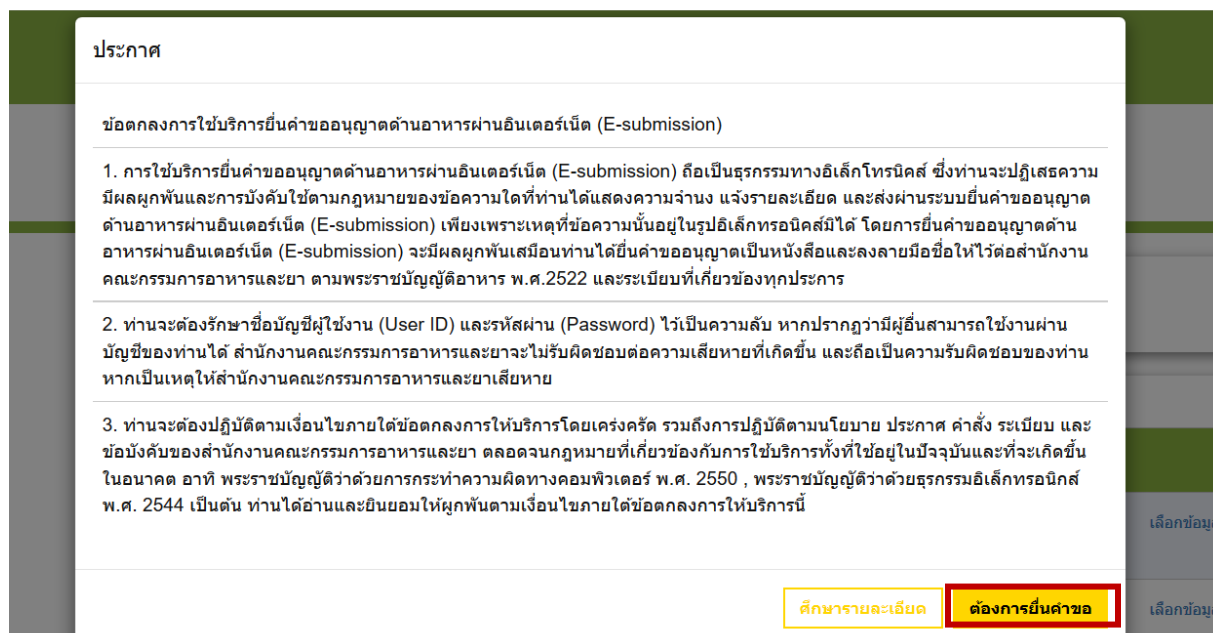 ประกาศ
ข้อตกลงการใช้บริการยื่นคำขออนุญาตด้านอาหารผ่านอินเตอร์เน็ต (E-submission)
1. การใช้บริการยื่นคำขออนุญาตด้านอาหารผ่านอินเตอร์เน็ต (E-submission) ถือเป็นธุรกรรมทางอิเล็กโทรนิคส์ ซึ่งท่านจะปฏิเสธความ
มีผลผูกพันและการบังคับใช้ตามกฎหมายของข้อความใดที่ท่านได้แสดงความจำนง แจ้งรายละเอียด และส่งผ่านระบบยื่นคำขออนุญาต
ด้านอาหารผ่านอินเตอร์เน็ต (E-submission) เพียงเพราะเหตุที่ข้อความนั้นอยู่ในรูปอิเล็กทรอนิคส์มิได้ โดยการยื่นคำขออนุญาตด้าน
อาหารผ่านอินเตอร์เน็ต (E-submission) จะมีผลผูกพันเสมือนท่านได้ยื่นคำขออนุญาตเป็นหนังสือและลงลายมือชื่อให้ไว้ต่อสำนักงาน
คณะกรรมการอาหารและยา ตามพระราชบัญญัติอาหาร พ.ศ.2522 และระเบียบที่เกี่ยวข้องทุกประการ
2. ท่านจะต้องรักษาชื่อบัญชีผู้ใช้งาน (User ID) และรหัสผ่าน (Password) ไว้เป็นความลับ หากปรากฏว่ามีผู้อื่นสามารถใช้งานผ่าน
บัญชีของท่านได้ สำนักงานคณะกรรมการอาหารและยาจะไม่รับผิดชอบต่อความเสียหายที่เกิดขึ้น และถือเป็นความรับผิดชอบของท่าน
หากเป็นเหตุให้สำนักงานคณะกรรมการอาหารและยาเสียหาย
3. ท่านจะต้องปฏิบัติตามเงื่อนไขภายใต้ข้อตกลงการให้บริการโดยเคร่งครัด รวมถึงการปฏิบัติตามนโยบาย ประกาศ คำสั่ง ระเบียบ และ
ข้อบังคับของสำนักงานคณะกรรมการอาหารและยา ตลอดจนกฎหมายที่เกี่ยวข้องกับการใช้บริการทั้งที่ใช้อยู่ในปัจจุบันและที่จะเกิดขึ้น
ในอนาคต อาทิ พระราชบัญญัติว่าด้วยการกระทำความผิดทางคอมพิวเตอร์ พ.ศ. 2550 , พระราชบัญญัติว่าด้วยธุรกรรมอิเล็กทรอนิกส์
พ.ศ. 2544 เป็นต้น ท่านได้อ่านและยินยอมให้ผูกพันตามเงื่อนไขภายใต้ข้อตกลงการให้บริการนี้
เลือกข้อมู
ศึกษารายละเอียด ต้องการยื่นคำขอ
เลือกข้อมู